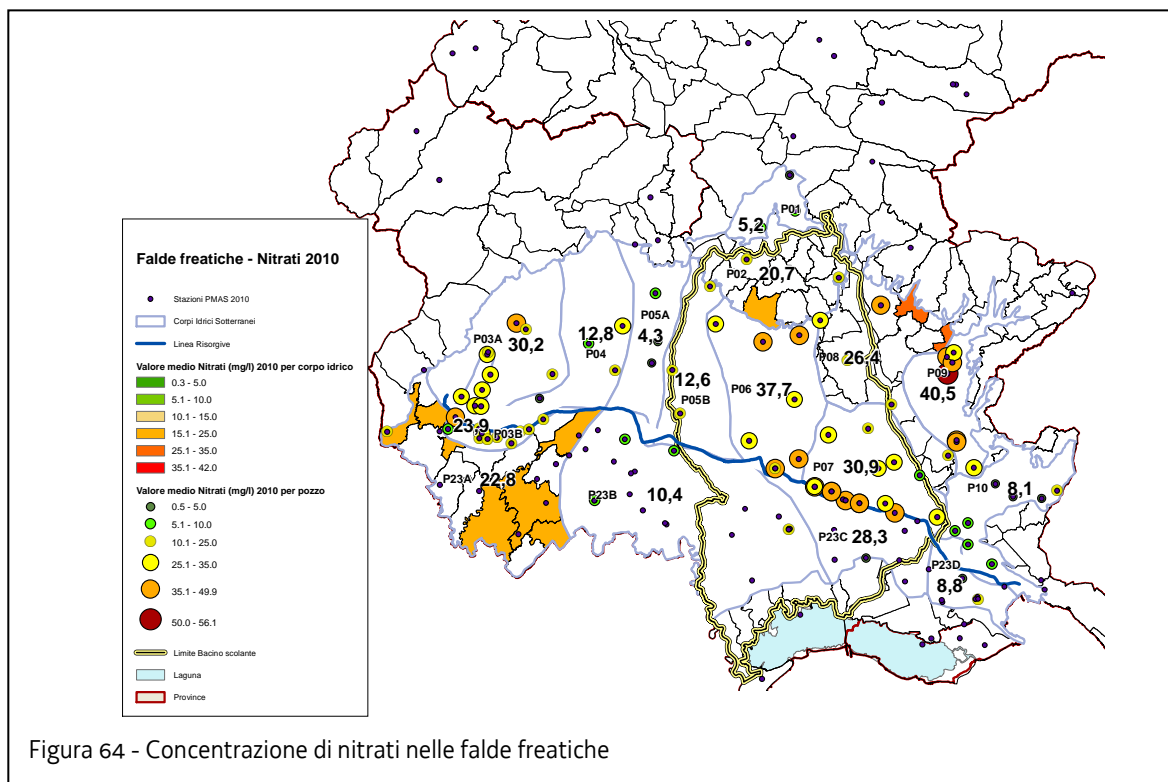 Falde freatiche - Nitrati 2010
Stazioni PMAS 2010
Corpi Idrici Sotterranei
Linea Risorgive
Valore medio Nitrati (mg/l) 2010 per corpo idrico
0.3 - 5.0
5.1 - 10.0
10.1 - 15.0
15.1 - 25.0
25.1 - 35.0
35.1 - 42.0
Valore medio Nitrati (mg/l) 2010 per pozzo
0.5 - 5.0
5.1 - 10.0
10.1 - 25.0
25.1 - 35.0
35.1 - 49.9
50.0 - 56.1
Limite Bacino scolante
Laguna
Province
P01
5,2
P02
20,7
P03A
30,2
P04
12,8
P05A
4,3
P05B
12,6
P06
37,7
P08
26,4
P09
40,5
P03B
23,9
P07
30,9
P23A
22,8
P23B
10,4
P23C
28,3
P10
8,1
P23D
8,8
Figura 64 - Concentrazione di nitrati nelle falde freatiche